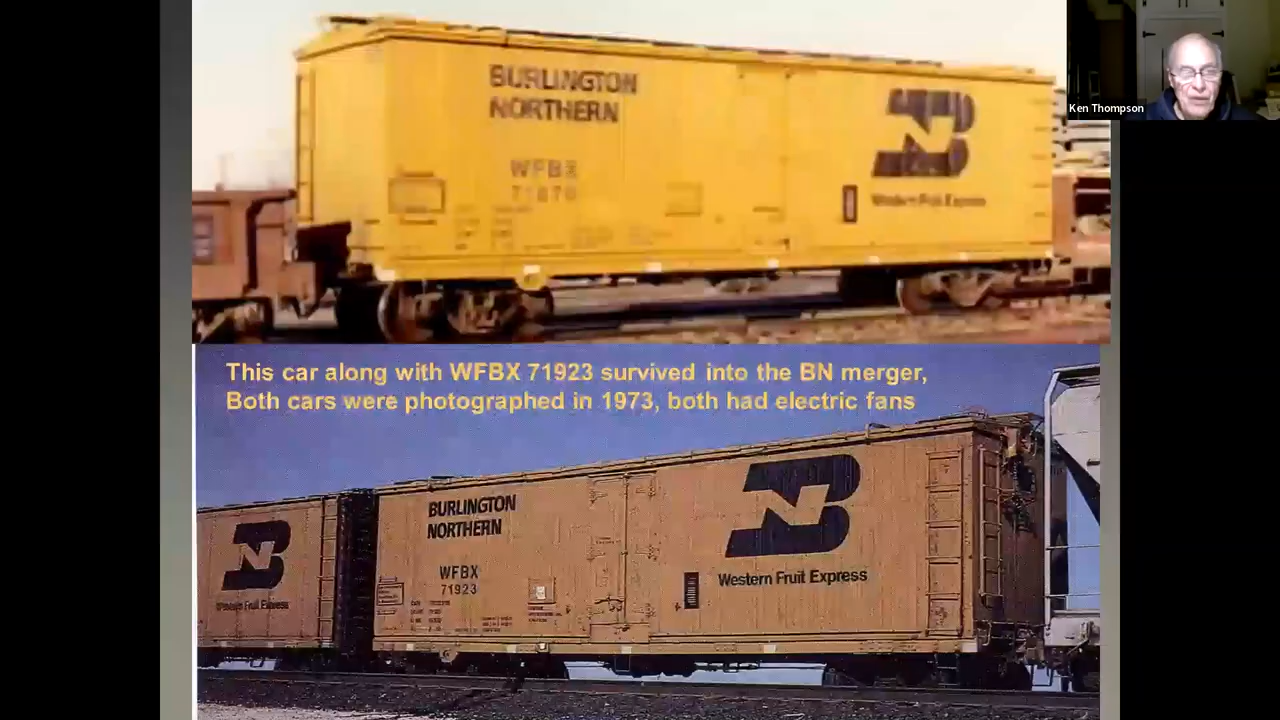 BURLINGTON
NORTHERN
WFBX
Western Fruit Express
Ken Thompson
This car along with WFBX 71923 survived into the BN merger,
Both cars were photographed in 1973, both had electric fans
BN
Western Fruit Express
BURLINGTON
NORTHERN
WFBX
71923
BN
Western Fruit Express